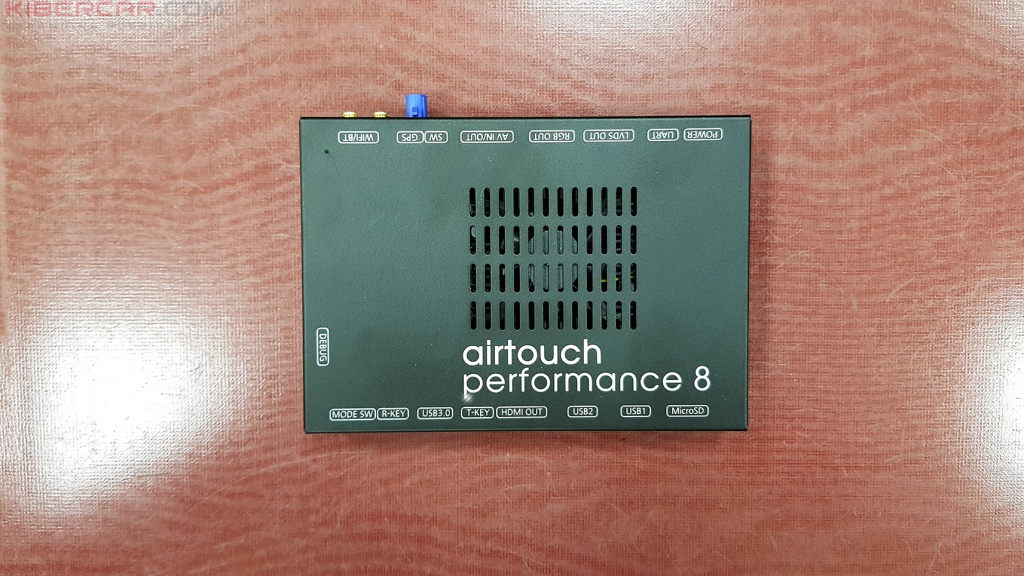 KIBERCAR.COM
WIFI/BT GPS SW AV IN/OUT RGB OUT LVDS OUT UART POWER
DEBUG
airtouch
performance 8
MODE SW R-KEY USB3.0 T-KEY HDMI OUT USB2 USB1 MicroSD